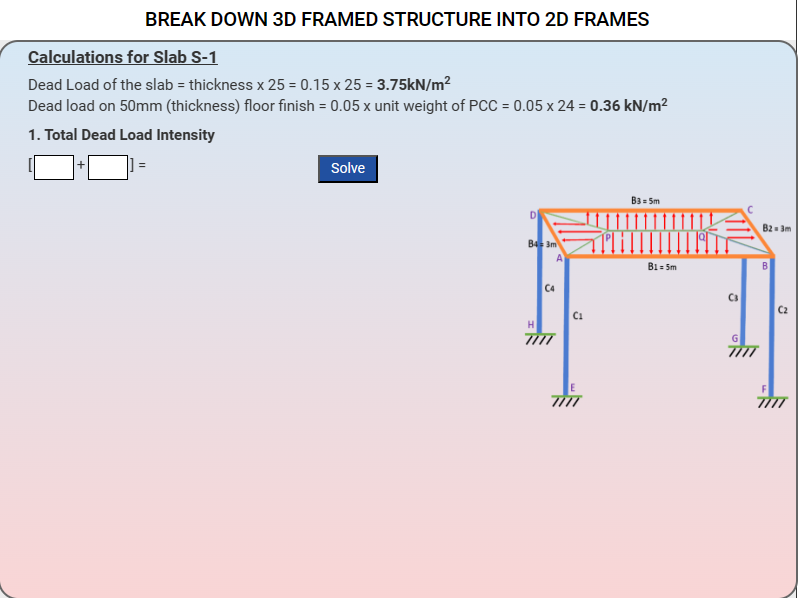 BREAK DOWN 3D FRAMED STRUCTURE INTO 2D FRAMES
Calculations for Slab S-1
Dead Load of the slab = thickness x 25 = 0.15 x 25 = 3.75kN/m²
Dead load on 50mm (thickness) floor finish = 0.05 x unit weight of PCC = 0.05 x 24 = 0.36 kN/m²
1. Total Dead Load Intensity
[ + ] =
Solve
B3 = 5m
D
C
B2 = 3m
P
Q
B4 = 3m
A
B1 = 5m
B
C4
C3
C1
C2
H
G
E
F